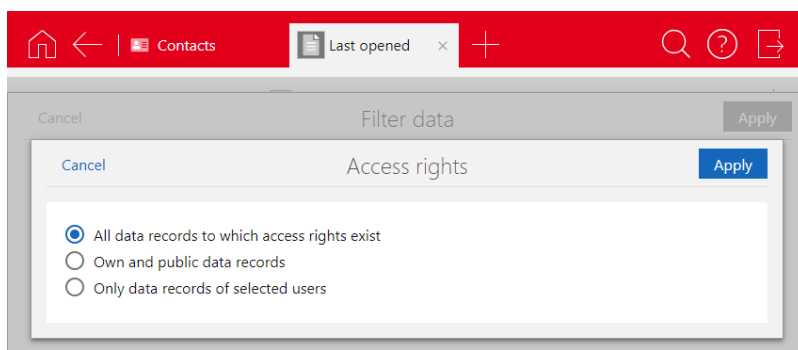 Contacts Last opened
Cancel Filter data Apply
Cancel Access rights Apply
All data records to which access rights exist
Own and public data records
Only data records of selected users